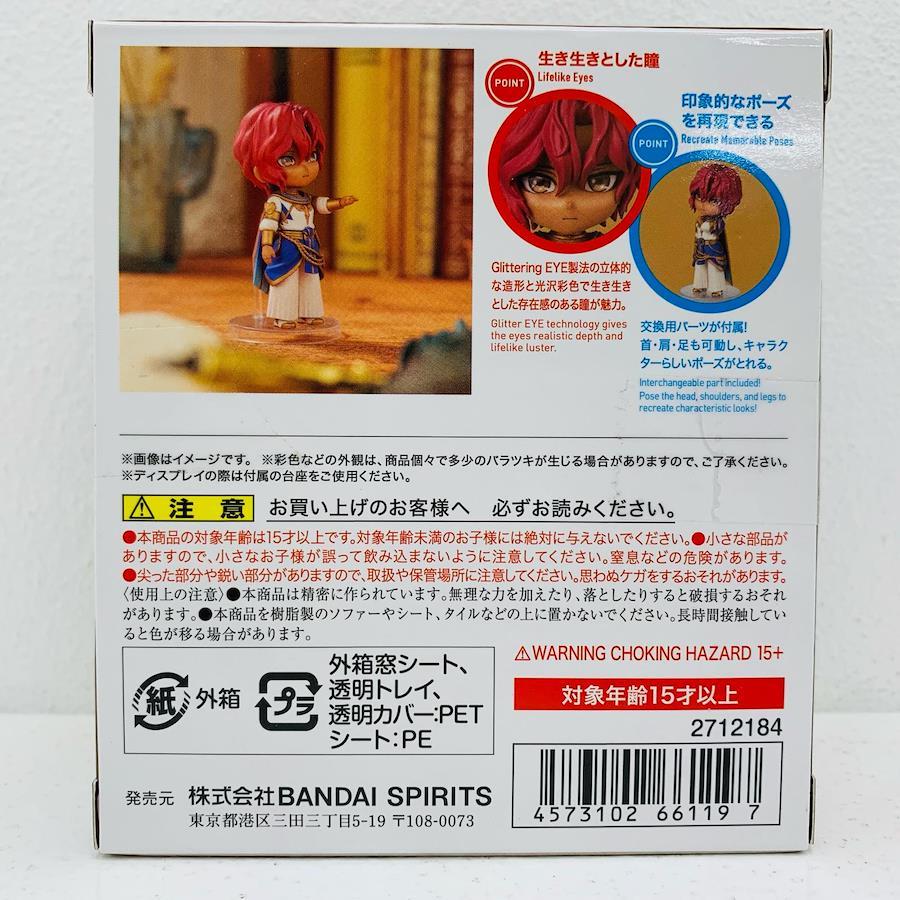 POINT
生き生きとした瞳
Lifelike Eyes
POINT
印象的なポーズ
を再現できる
Recreate Memorable Poses
Glittering EYE製法の立体的
な造形と光沢彩色で生き生き
とした存在感のある瞳が魅力。
Glitter EYE technology gives
the eyes realistic depth and
lifelike luster.
交換用パーツが付属!
首・肩・足も可動し、キャラク
ターらしいポーズがとれる。
Interchangeable part included!
Pose the head, shoulders, and legs to
recreate characteristic looks!
※画像はイメージです。 ※彩色などの外観は、商品個々で多少のバラツキが生じる場合がありますので、ご了承ください。
※ディスプレイの際は付属の台座をご使用ください。
⚠ 注 意 お買い上げのお客様へ 必ずお読みください。
●本商品の対象年齢は15才以上です。対象年齢未満のお子様には絶対に与えないでください。●小さな部品が
ありますので、小さなお子様が誤って飲み込まないように注意してください。窒息などの危険があります。
●尖った部分や鋭い部分がありますので、取扱や保管場所に注意してください。思わぬケガをするおそれがあります。
〈使用上の注意〉●本商品は精密に作られています。無理な力を加えたり、落としたりすると破損するおそれ
があります。●本商品を樹脂製のソファーやシート、タイルなどの上に置かないでください。長時間接触してい
ると色が移る場合があります。
紙 外箱
プラ 外箱窓シート、
透明トレイ、
透明カバー:PET
シート:PE
⚠WARNING CHOKING HAZARD 15+
対象年齢15才以上
2712184
4573102 66119 7
発売元 株式会社BANDAI SPIRITS
東京都港区三田三丁目5-19 〒108-0073